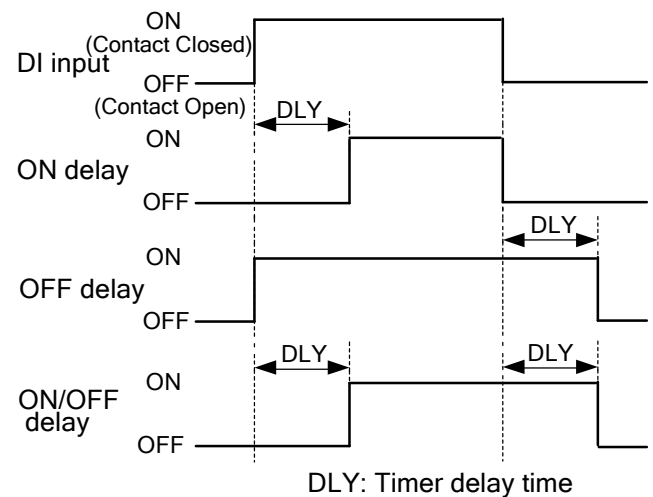 ON
(Contact Closed)
DI input
OFF
(Contact Open)
DLY
ON
ON delay
OFF
DLY
ON
OFF delay
OFF
DLY
DLY
ON
ON/OFF
delay
OFF
DLY: Timer delay time